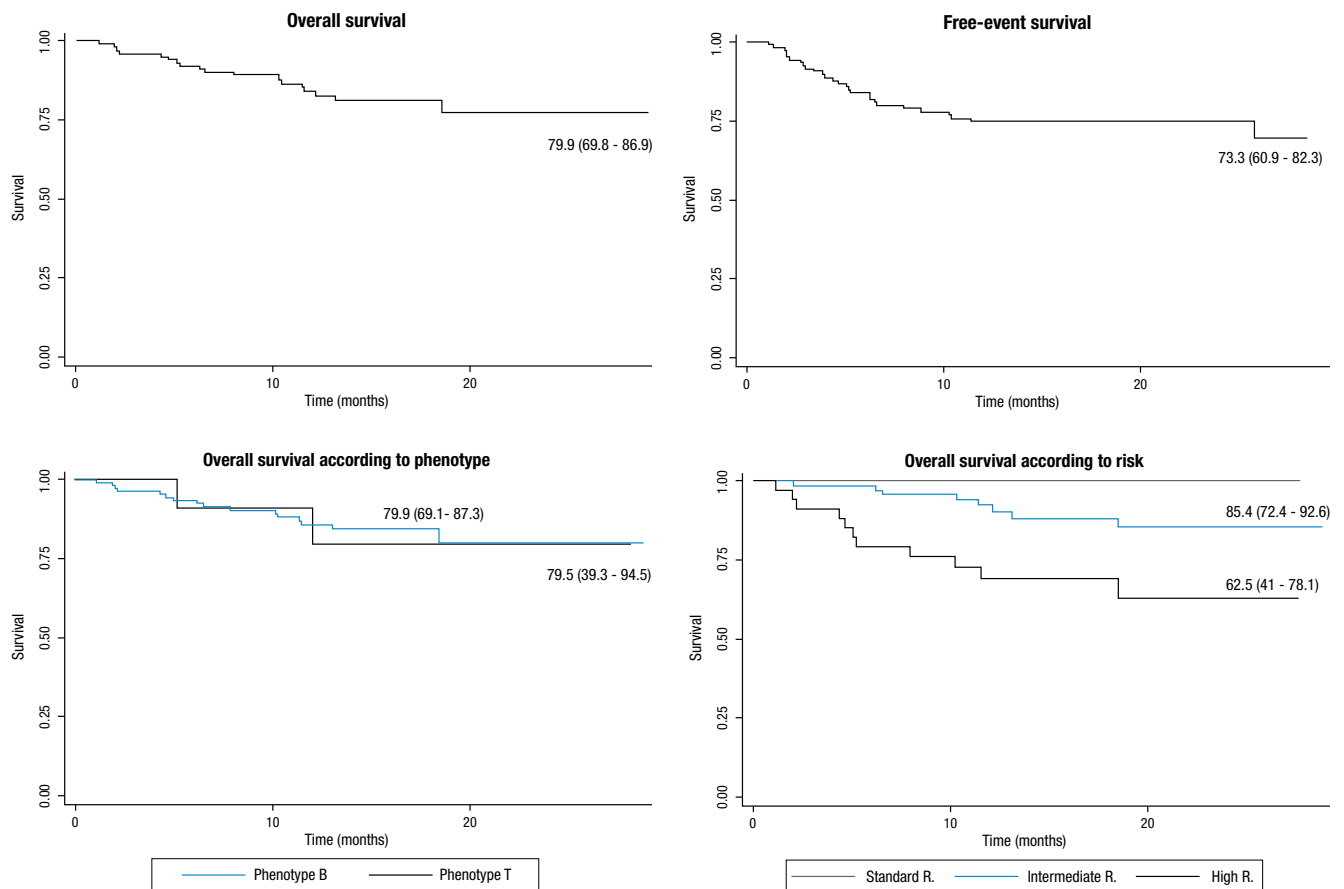 Overall survival
1.00
0.75
0.50
0.25
0.00
Survival
79.9 (69.8 - 86.9)
0
10
20
Time (months)
Free-event survival
1.00
0.75
0.50
0.25
0.00
Survival
73.3 (60.9 - 82.3)
0
10
20
Time (months)
Overall survival according to phenotype
1.00
0.75
0.50
0.25
0.00
Survival
79.9 (69.1- 87.3)
79.5 (39.3 - 94.5)
0
10
20
Time (months)
Phenotype B
Phenotype T
Overall survival according to risk
1.00
0.75
0.50
0.25
0.00
Survival
85.4 (72.4 - 92.6)
62.5 (41 - 78.1)
0
10
20
Time (months)
Standard R.
Intermediate R.
High R.